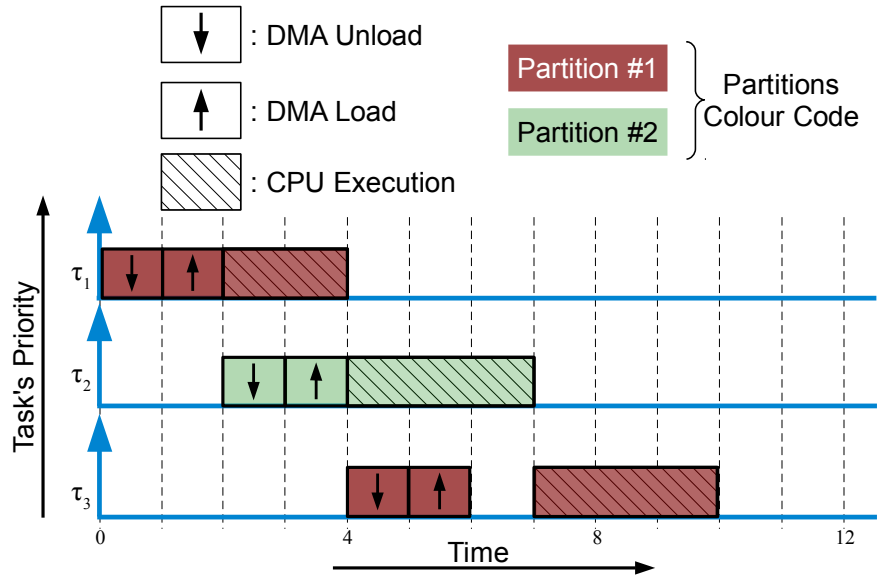 : DMA Unload
: DMA Load
: CPU Execution
Partition #1
Partition #2
Partitions
Colour Code
Task's Priority
τ1
τ2
τ3
0
4
8
12
Time